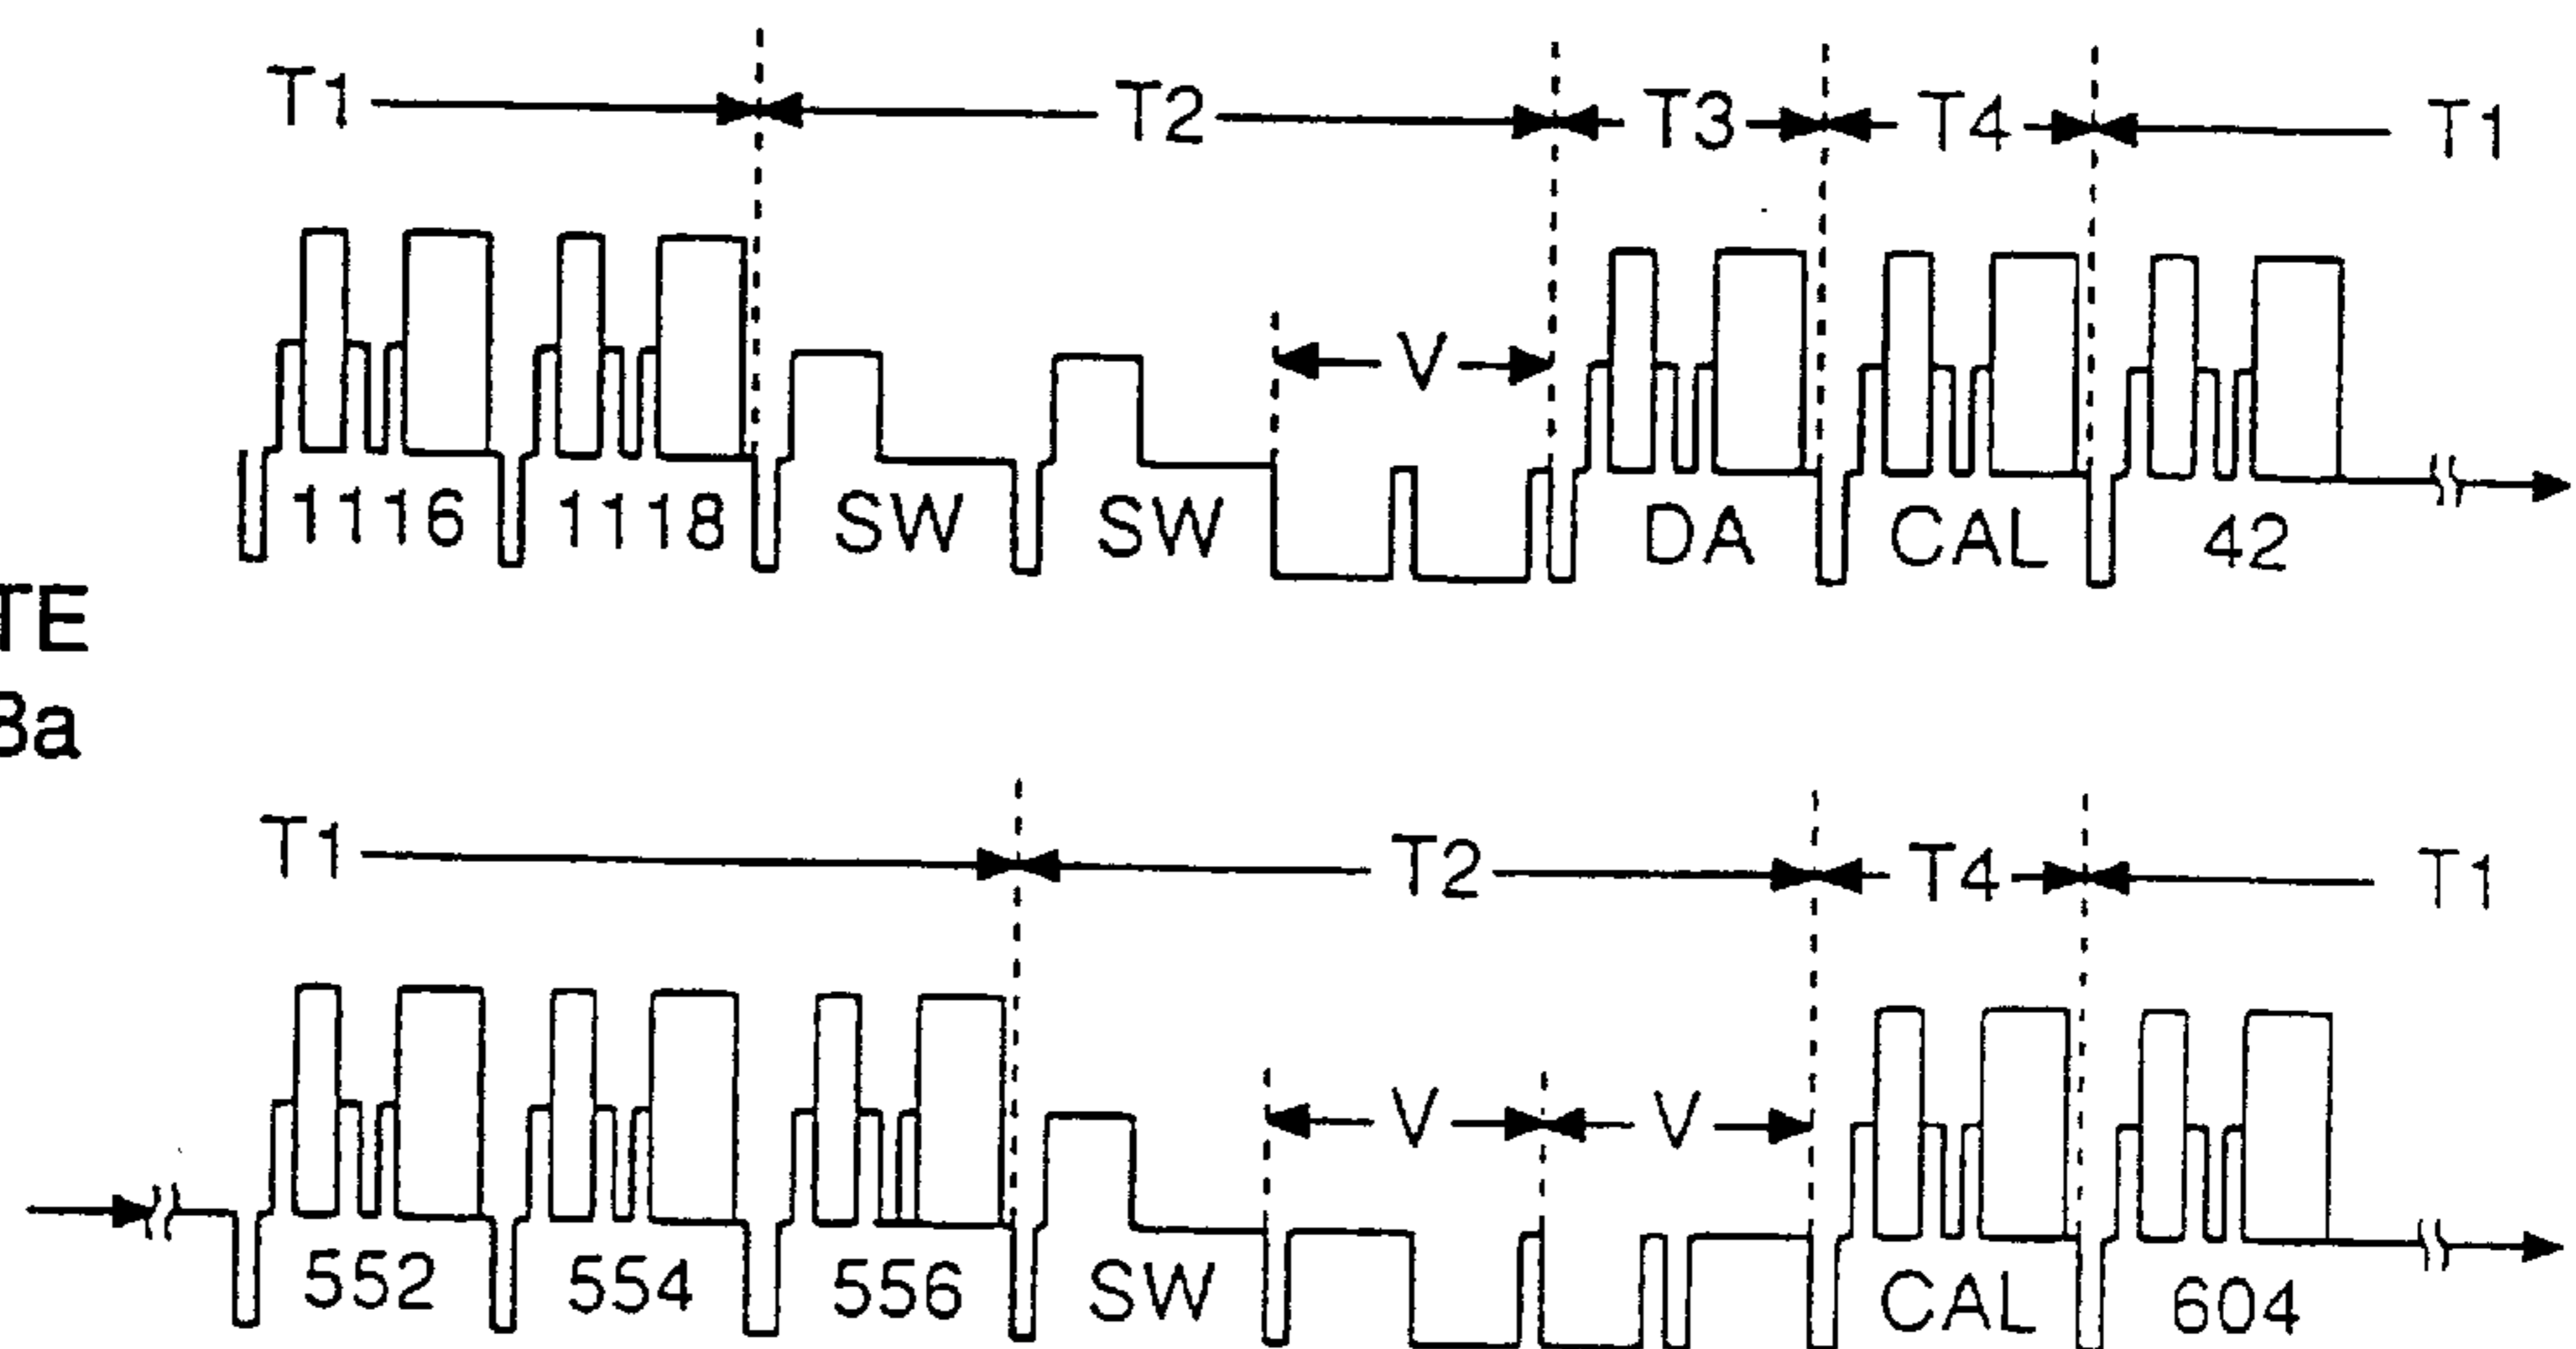 T1 T2 T3 T4 T1
V
1116 1118 SW SW DA CAL 42
TE
3a
T1 T2 T4 T1
V V
552 554 556 SW CAL 604